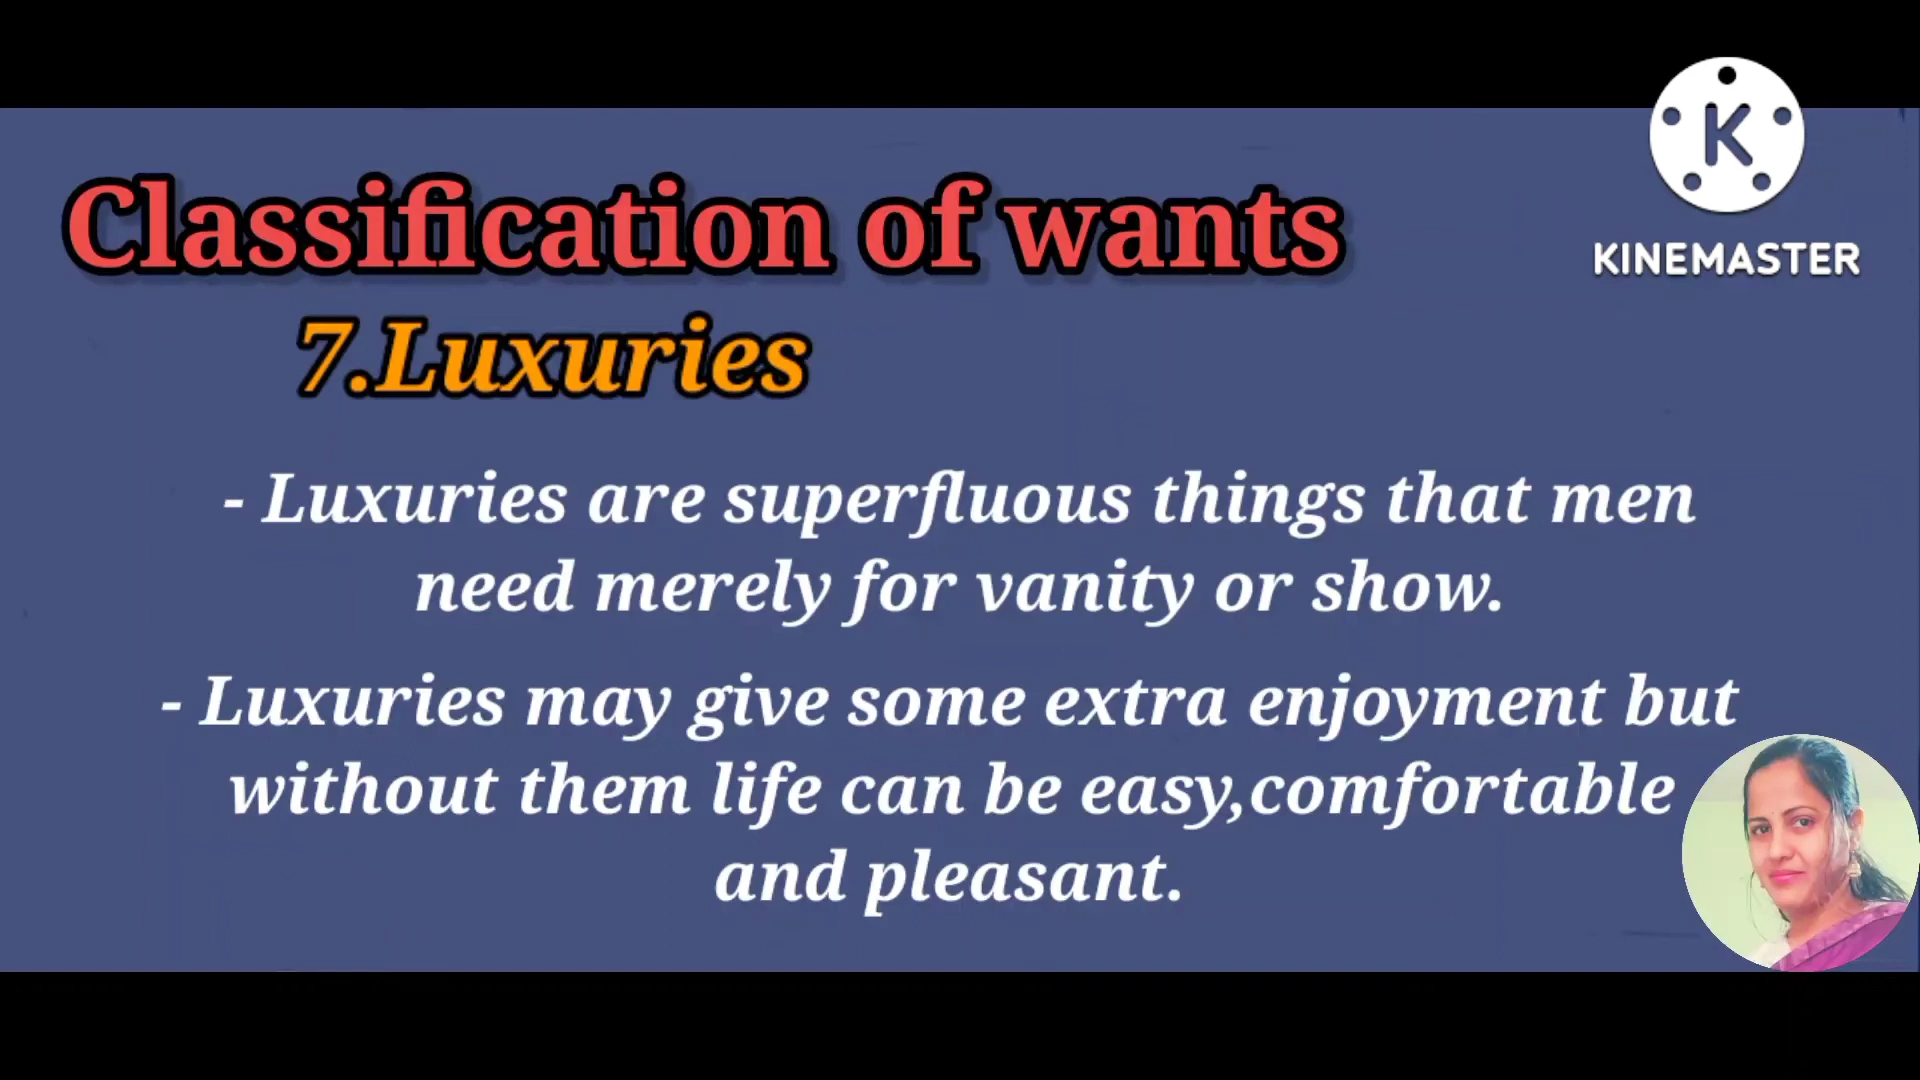 K
KINEMASTER
Classification of wants
7.Luxuries
- Luxuries are superfluous things that men
need merely for vanity or show.
- Luxuries may give some extra enjoyment but
without them life can be easy,comfortable
and pleasant.